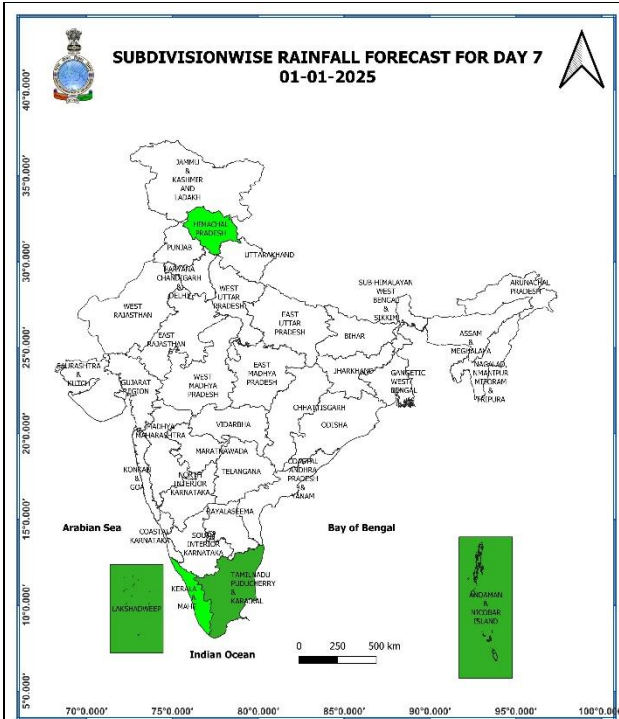 SUBDIVISIONWISE RAINFALL FORECAST FOR DAY 7
01-01-2025
40°0.000'
35°0.000'
30°0.000'
25°0.000'
20°0.000'
15°0.000'
10°0.000'
5°0.000'
JAMMU
&
KASHMIR
AND
LADAKH
HIMACHAL
PRADESH
PUNJAB
UTTARAKHAND
HARYANA
CHANDIGARH
&
DELHI
WEST
UTTAR
PRADESH
SUB-HIMALAYAN
WEST
BENGAL
&
SIKKIM
ARUNACHAL
PRADESH
WEST
RAJASTHAN
EAST
RAJASTHAN
EAST
UTTAR
PRADESH
BIHAR
ASSAM
&
MEGHALAYA
SAURASHTRA
&
KUTCH
GUJARAT
REGION
WEST
MADHYA
PRADESH
EAST
MADHYA
PRADESH
JHARKHAND
GANGETIC
WEST
BENGAL
MIZORAM
&
TRIPURA
CHHATTISGARH
ODISHA
MADHYA
MAHARASHTRA
VIDARBHA
MARATHAWADA
KONKAN
&
GOA
NORTH
INTERIOR
KARNATAKA
TELANGANA
COASTAL
ANDHRA
PRADESH
&
YANAM
RAYALASEEMA
Arabian Sea
COASTAL
KARNATAKA
SOUTH
INTERIOR
KARNATAKA
Bay of Bengal
LAKSHADWEEP
KERALA
&
MAHE
TAMILNADU
PUDUCHERRY
&
KARAIKAL
ANDAMAN
&
NICOBAR
ISLAND
Indian Ocean
0 250 500 km
70°0.000' 75°0.000' 80°0.000' 85°0.000' 90°0.000' 95°0.000' 100°0.00